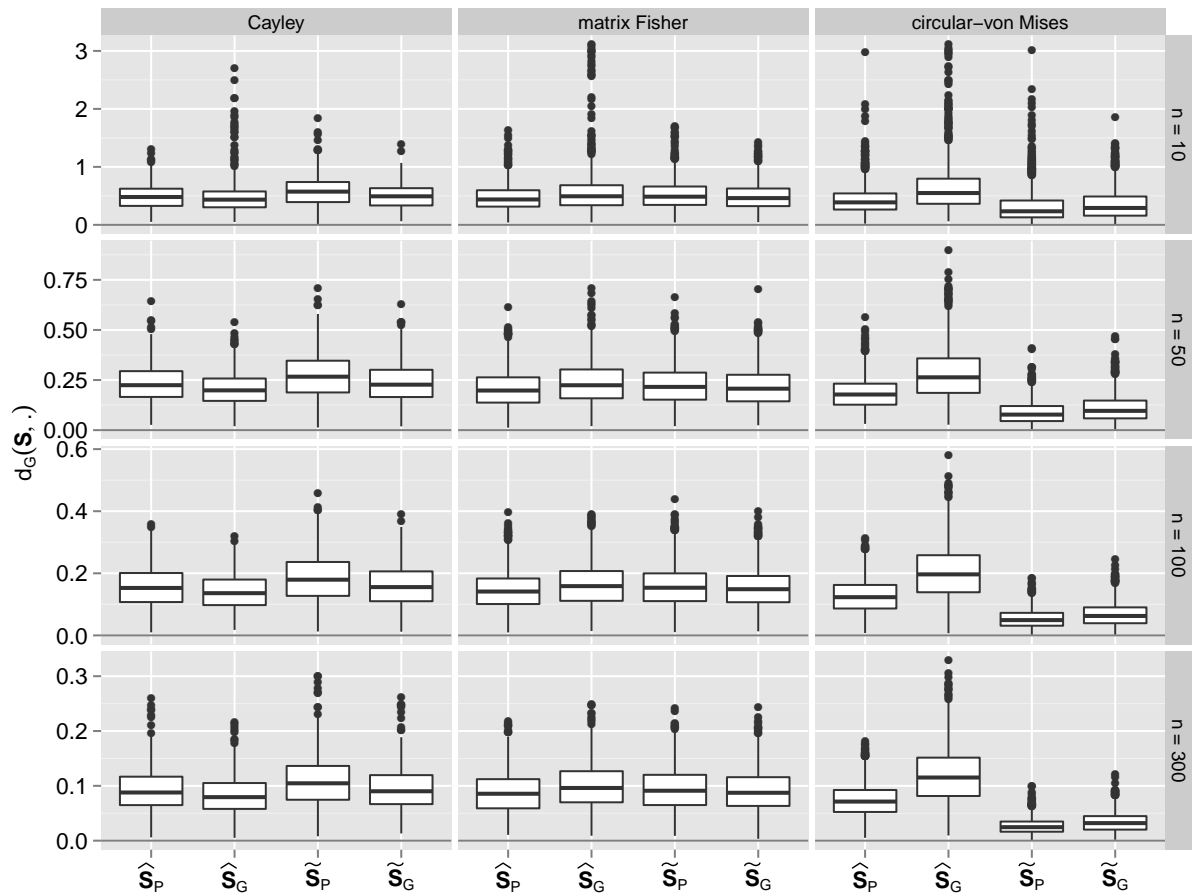 Cayley matrix Fisher circular−von Mises
3
2
1
0
n = 10
0.75
0.50
0.25
0.00
n = 50
d_G(S, .)
0.6
0.4
0.2
0.0
n = 100
0.3
0.2
0.1
0.0
n = 300
Ŝ_P Ŝ_G S̃_P S̃_G Ŝ_P Ŝ_G S̃_P S̃_G Ŝ_P Ŝ_G S̃_P S̃_G